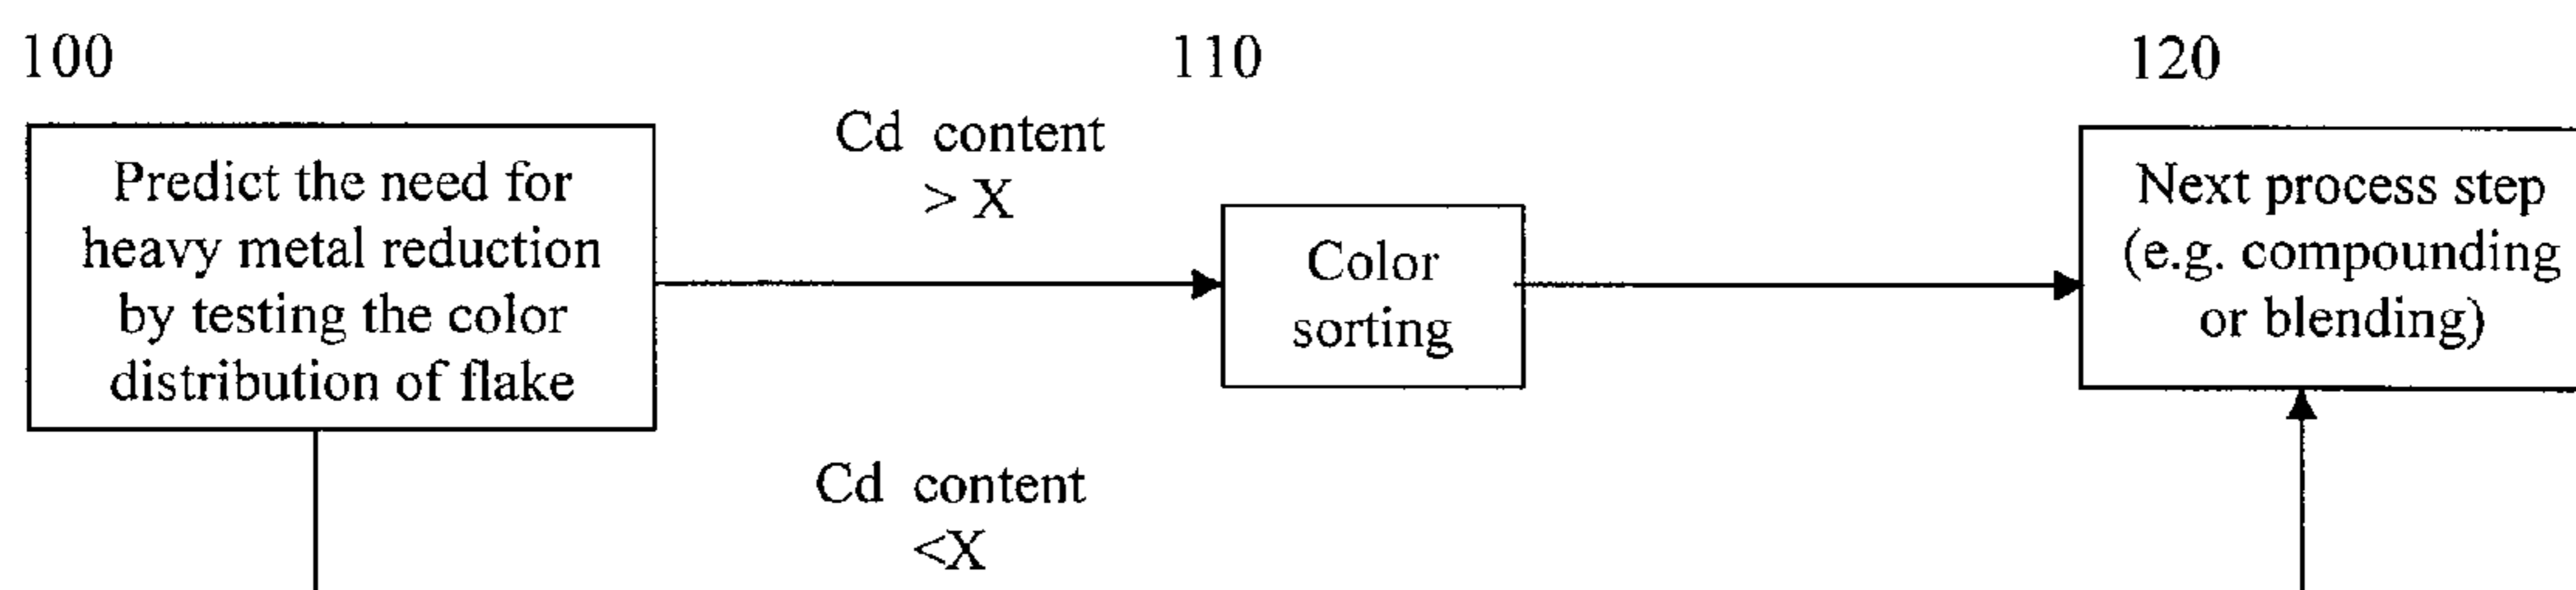 100
110
120
Predict the need for
heavy metal reduction
by testing the color
distribution of flake
Cd content
> X
Color
sorting
Next process step
(e.g. compounding
or blending)
Cd content
<X